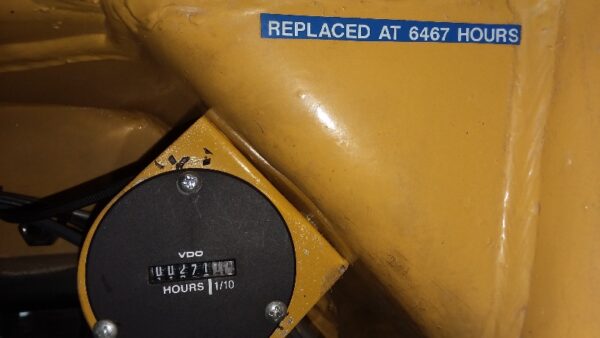 REPLACED AT 6467 HOURS
VDO
HOURS 1/10